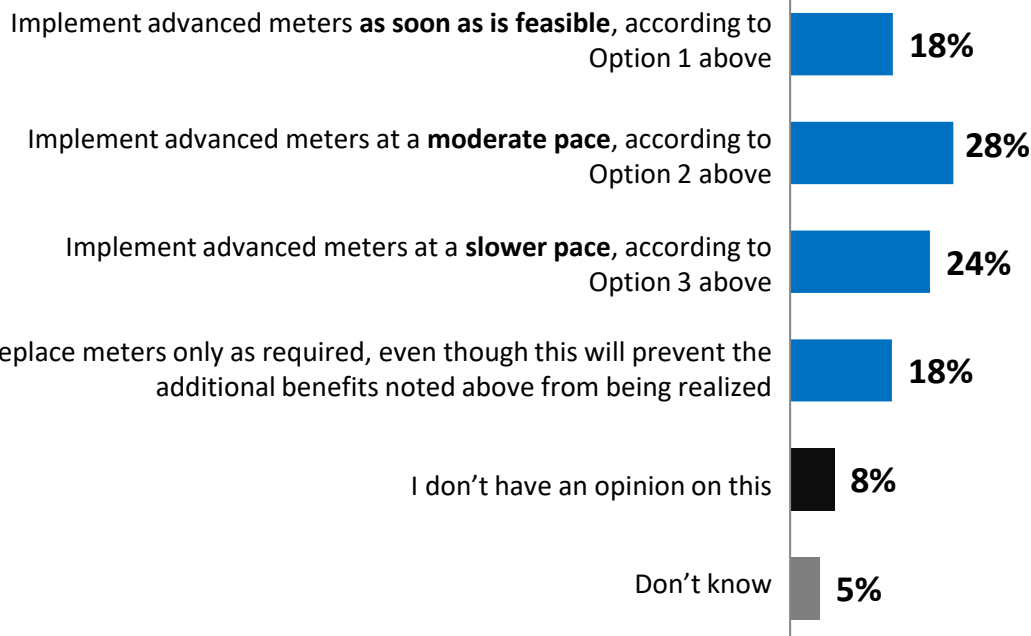 Implement advanced meters as soon as is feasible, according to
Option 1 above
18%
Implement advanced meters at a moderate pace, according to
Option 2 above
28%
Implement advanced meters at a slower pace, according to
Option 3 above
24%
eplace meters only as required, even though this will prevent the
additional benefits noted above from being realized
18%
I don’t have an opinion on this
8%
Don’t know
5%